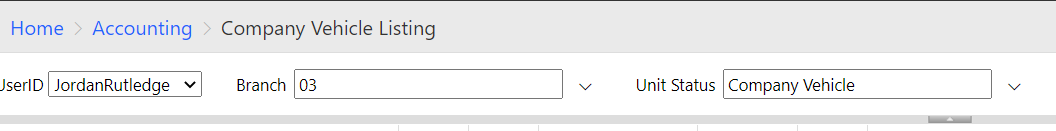 Home > Accounting > Company Vehicle Listing
UserID JordanRutledge Branch 03 Unit Status Company Vehicle